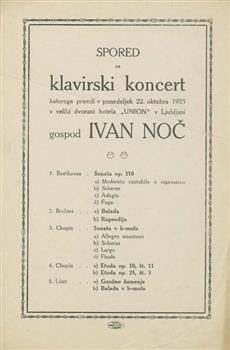 SPORED
za
klavirski koncert
katerega priredi v ponedeljek 22. oktobra 1923
v veliki dvorani hotela „UNION“ v Ljubljani
gospod IVAN NOČ
1. Beethoven . Sonata op. 110
a) Moderato cantabile e espressivo
b) Scherzo
c) Adagio
č) Fuga
2. Brahms . a) Balada
b) Rapsodija
3. Chopin . Sonata v h-molu
a) Allegro maestoso
b) Scherzo
c) Largo
č) Finale
4. Chopin . a) Etuda op. 10, št. 11
b) Etuda op. 25, št. 3
5. Liszt . a) Gozdno šumenje
b) Balada v h-molu